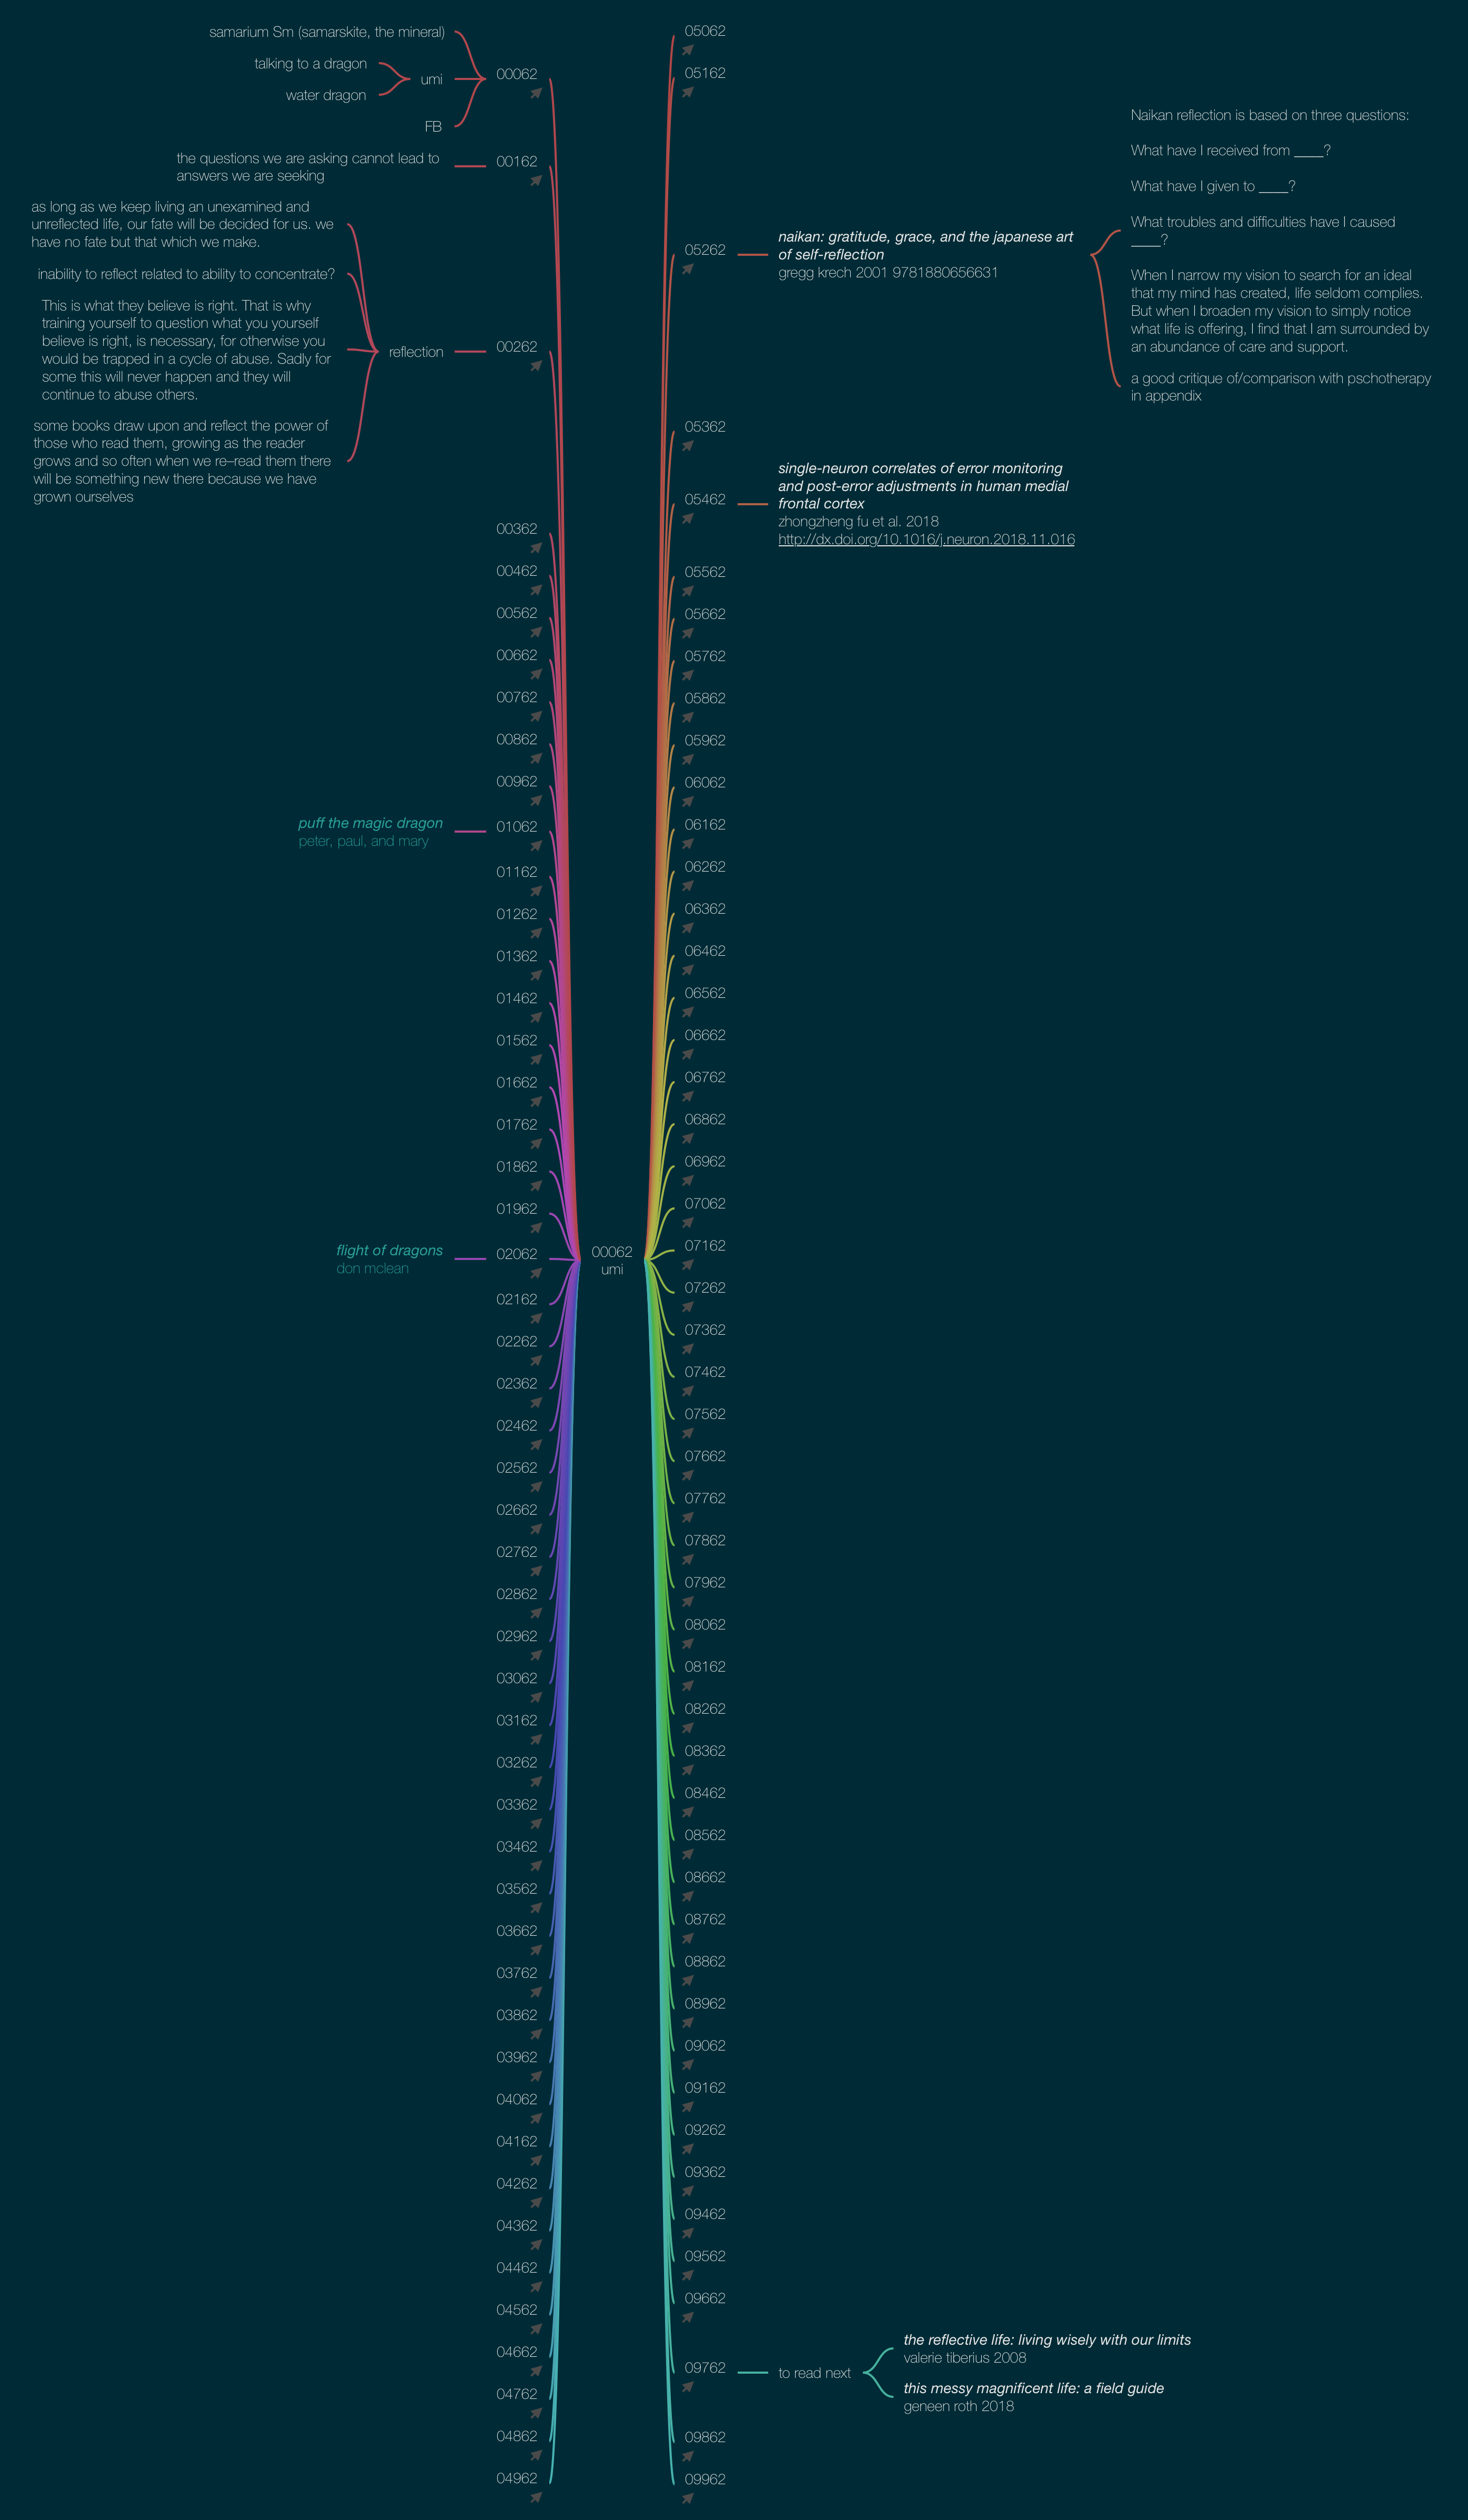 samarium Sm (samarskite, the mineral)
talking to a dragon
water dragon
umi
FB
00062
the questions we are asking cannot lead to
answers we are seeking
00162
as long as we keep living an unexamined and
unreflected life, our fate will be decided for us. we
have no fate but that which we make.
inability to reflect related to ability to concentrate?
This is what they believe is right. That is why
training yourself to question what you yourself
believe is right, is necessary, for otherwise you
would be trapped in a cycle of abuse. Sadly for
some this will never happen and they will
continue to abuse others.
some books draw upon and reflect the power of
those who read them, growing as the reader
grows and so often when we re–read them there
will be something new there because we have
grown ourselves
reflection
00262
00362
00462
00562
00662
00762
00862
00962
puff the magic dragon
peter, paul, and mary
01062
01162
01262
01362
01462
01562
01662
01762
01862
01962
flight of dragons
don mclean
02062
02162
02262
02362
02462
02562
02662
02762
02862
02962
03062
03162
03262
03362
03462
03562
03662
03762
03862
03962
04062
04162
04262
04362
04462
04562
04662
04762
04862
04962
00062
umi
05062
05162
05262
naikan: gratitude, grace, and the japanese art
of self-reflection
gregg krech 2001 9781880656631
Naikan reflection is based on three questions:
What have I received from ____?
What have I given to ____?
What troubles and difficulties have I caused
____?
When I narrow my vision to search for an ideal
that my mind has created, life seldom complies.
But when I broaden my vision to simply notice
what life is offering, I find that I am surrounded by
an abundance of care and support.
a good critique of/comparison with pschotherapy
in appendix
05362
05462
single-neuron correlates of error monitoring
and post-error adjustments in human medial
frontal cortex
zhongzheng fu et al. 2018
http://dx.doi.org/10.1016/j.neuron.2018.11.016
05562
05662
05762
05862
05962
06062
06162
06262
06362
06462
06562
06662
06762
06862
06962
07062
07162
07262
07362
07462
07562
07662
07762
07862
07962
08062
08162
08262
08362
08462
08562
08662
08762
08862
08962
09062
09162
09262
09362
09462
09562
09662
09762
to read next
the reflective life: living wisely with our limits
valerie tiberius 2008
this messy magnificent life: a field guide
geneen roth 2018
09862
09962